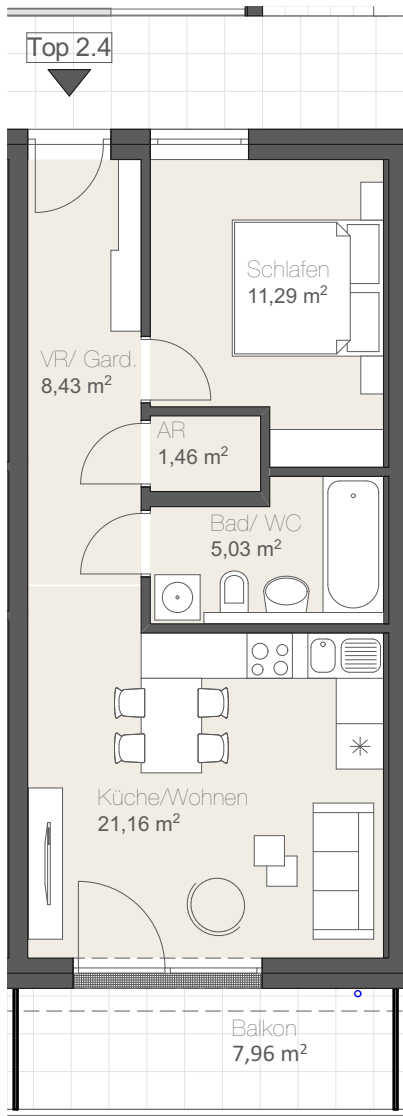 Top 2.4
Schlafen
11,29 m²
VR/ Gard.
8,43 m²
AR
1,46 m²
Bad/ WC
5,03 m²
Küche/Wohnen
21,16 m²
Balkon
7,96 m²